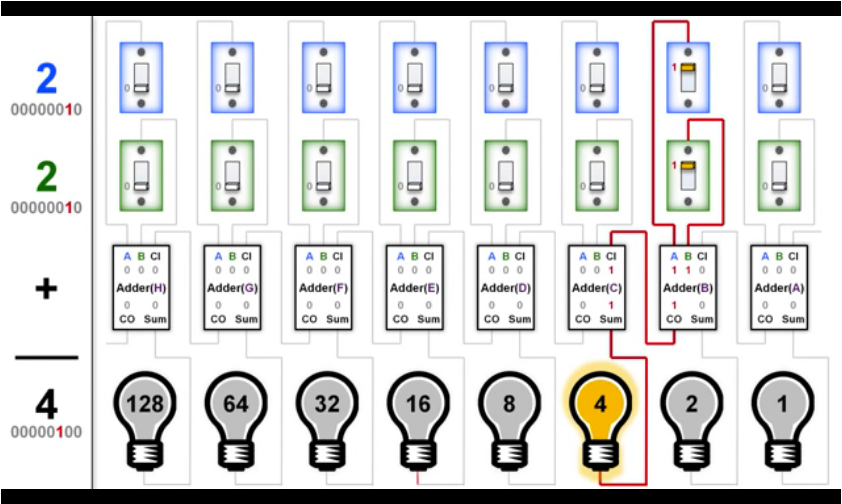 2
00000010
0 0 0 0 0 0 1 0
2
00000010
0 0 0 0 0 0 1 0
A B CI A B CI A B CI A B CI A B CI A B CI A B CI A B CI
0 0 0 0 0 0 0 0 0 0 0 0 0 0 0 0 0 1 1 1 0 0 0 0
+ Adder(H) Adder(G) Adder(F) Adder(E) Adder(D) Adder(C) Adder(B) Adder(A)
0 0 0 0 0 0 0 0 0 0 0 1 1 0 0 0
CO Sum CO Sum CO Sum CO Sum CO Sum CO Sum CO Sum CO Sum
4 128 64 32 16 8 4 2 1
00000100